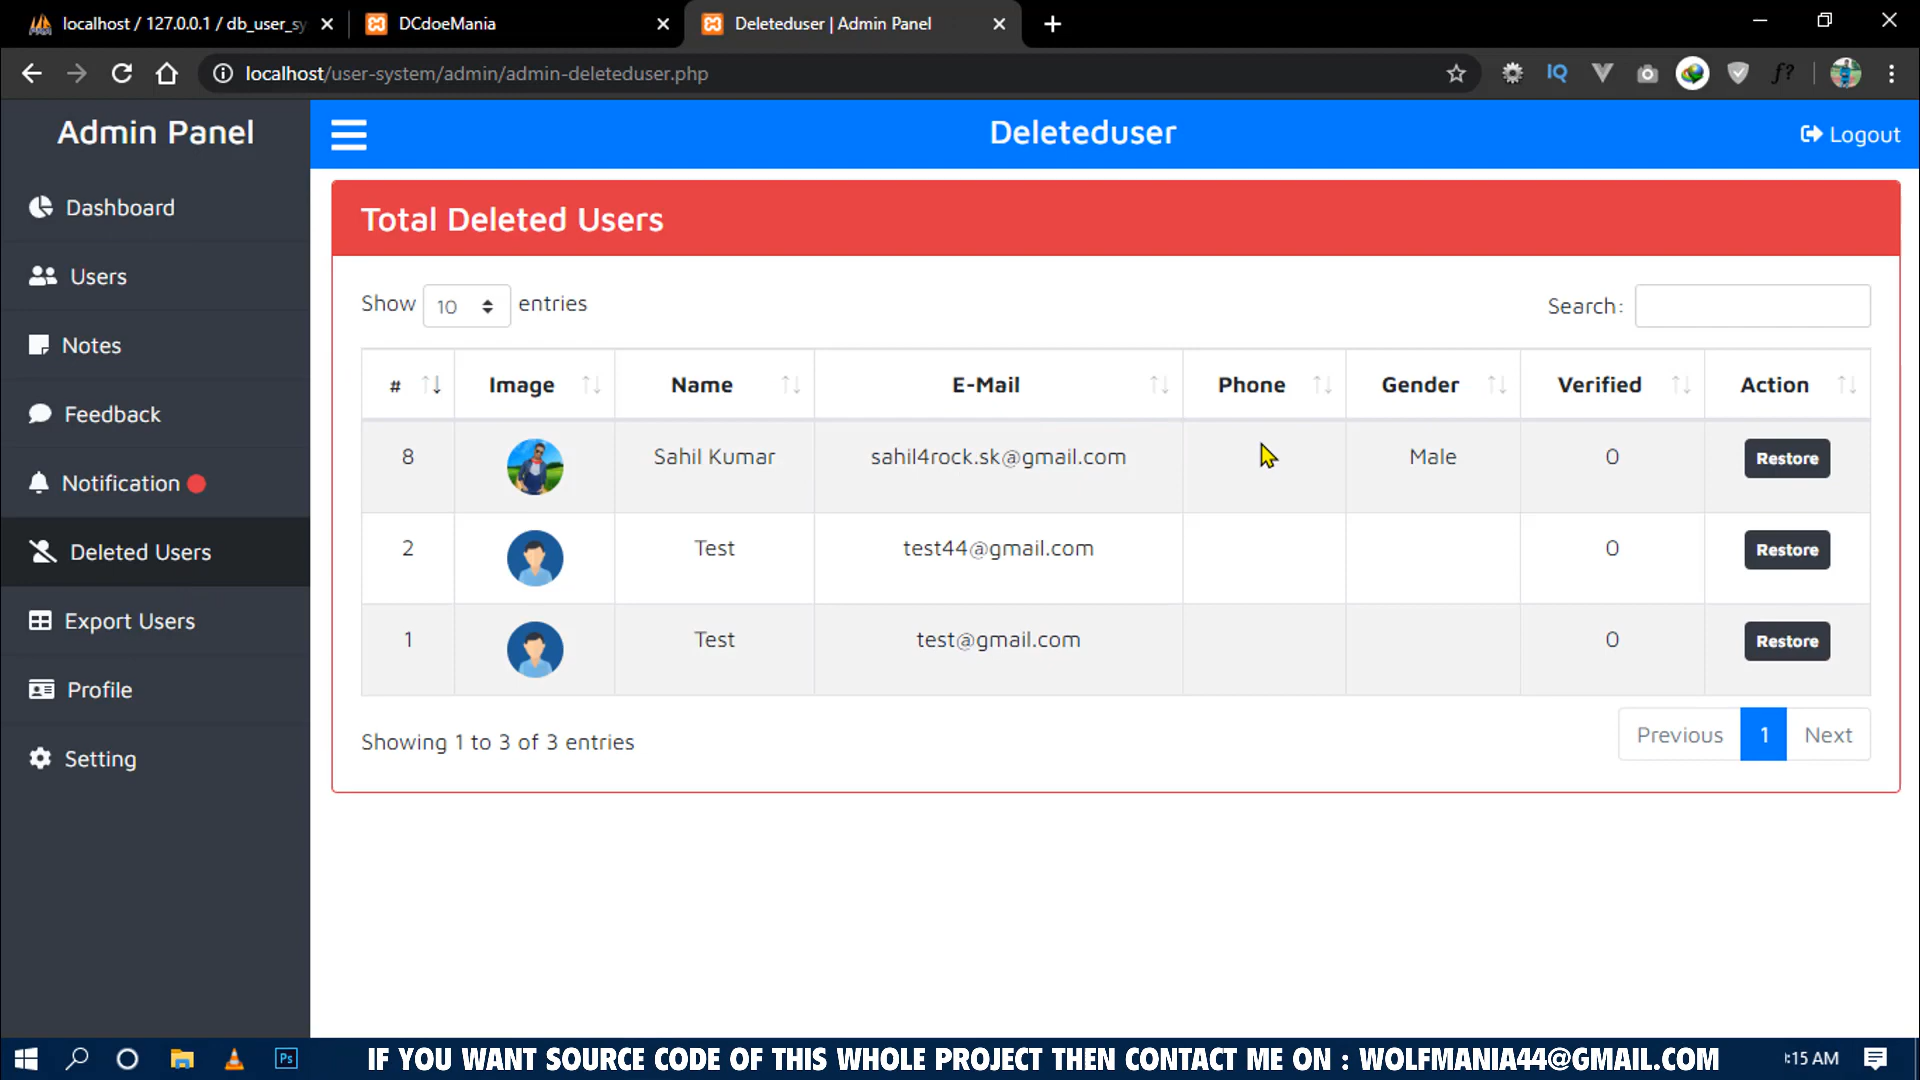 localhost / 127.0.0.1 / db_user_sy
DCdoeMania
Deleteduser | Admin Panel
localhost/user-system/admin/admin-deleteduser.php
IQ
f?
Admin Panel
Deleteduser
Logout
Dashboard
Users
Notes
Feedback
Notification
Deleted Users
Export Users
Profile
Setting
Total Deleted Users
Show 10 entries
Search:
# Image Name E-Mail Phone Gender Verified Action
8 Sahil Kumar sahil4rock.sk@gmail.com Male 0 Restore
2 Test test44@gmail.com 0 Restore
1 Test test@gmail.com 0 Restore
Showing 1 to 3 of 3 entries
Previous 1 Next
Ps
IF YOU WANT SOURCE CODE OF THIS WHOLE PROJECT THEN CONTACT ME ON : WOLFMANIA44@GMAIL.COM
:15 AM